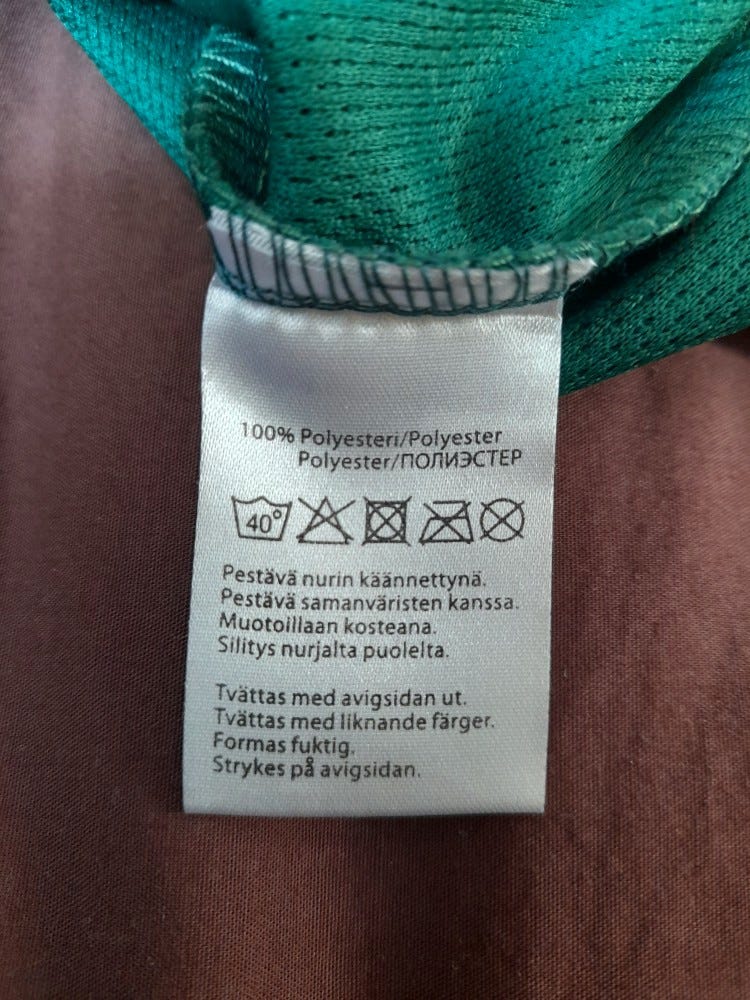 100% Polyesteri/Polyester
Polyester/ПОЛИЭСТЕР
40°
Pestävä nurin käännettynä.
Pestävä samanväristen kanssa.
Muotoillaan kosteana.
Silitys nurjalta puolelta.
Tvättas med avigsidan ut.
Tvättas med liknande färger.
Formas fuktig.
Strykes på avigsidan.